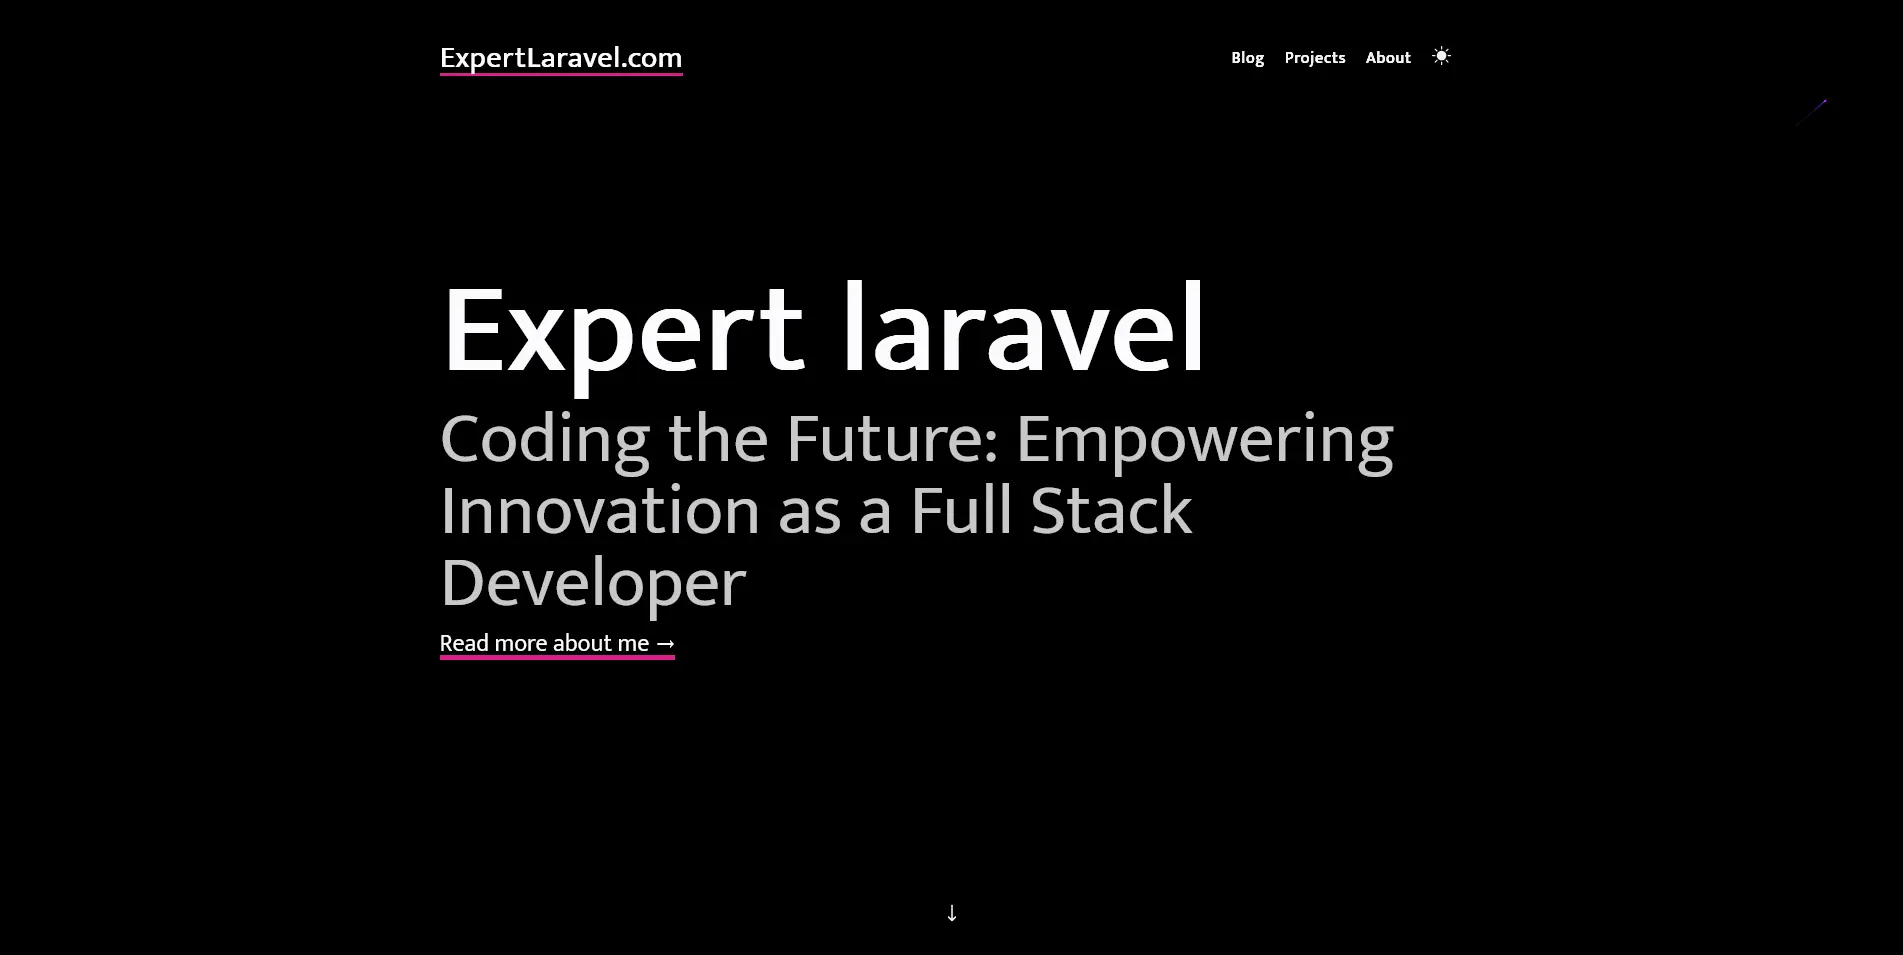 ExpertLaravel.com
Blog Projects About
Expert laravel
Coding the Future: Empowering
Innovation as a Full Stack
Developer
Read more about me →
↓